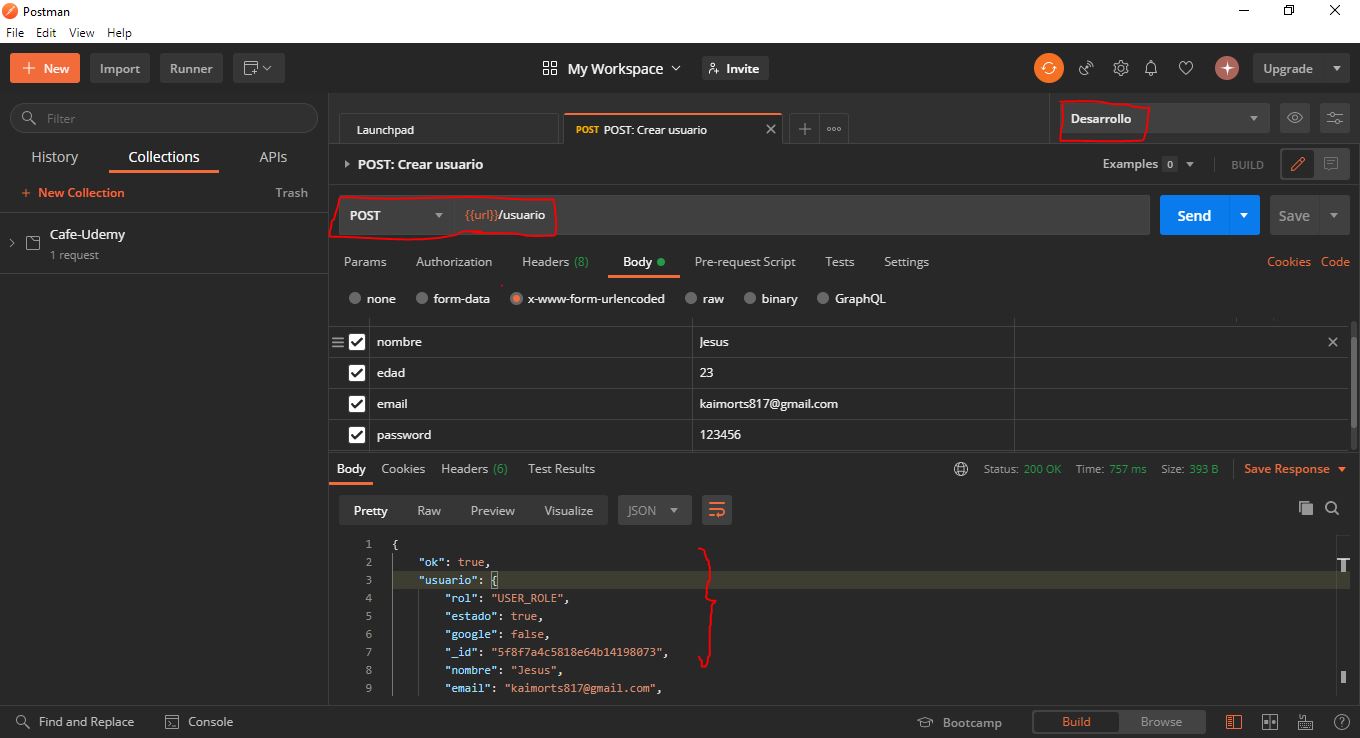 Postman
File Edit View Help
New Import Runner My Workspace Invite Upgrade
Filter
Launchpad POST POST: Crear usuario Desarrollo
History Collections APIs
POST: Crear usuario Examples 0 BUILD
+ New Collection Trash
POST {{url}}/usuario Send Save
Cafe-Udemy
1 request
Params Authorization Headers (8) Body Pre-request Script Tests Settings Cookies Code
none form-data x-www-form-urlencoded raw binary GraphQL
nombre Jesus
edad 23
email kaimorts817@gmail.com
password 123456
Body Cookies Headers (6) Test Results Status: 200 OK Time: 757 ms Size: 393 B Save Response
Pretty Raw Preview Visualize JSON
1 {
2 "ok": true,
3 "usuario": {
4 "rol": "USER_ROLE",
5 "estado": true,
6 "google": false,
7 "_id": "5f8f7a4c5818e64b14198073",
8 "nombre": "Jesus",
9 "email": "kaimorts817@gmail.com",
Find and Replace Console Bootcamp Build Browse